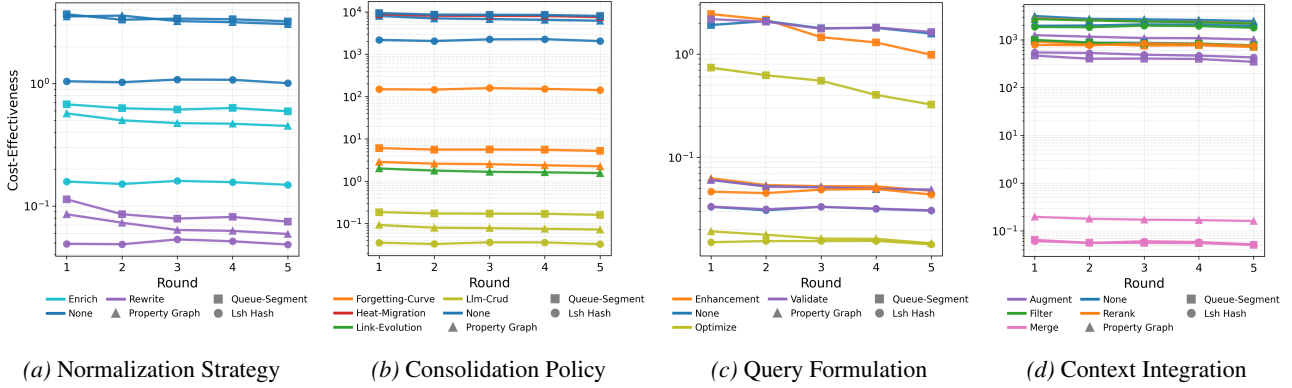 Cost-Effectiveness
10^0
10^-1
1 2 3 4 5
Round
Enrich
None
Rewrite
Property Graph
Queue-Segment
Lsh Hash
(a) Normalization Strategy
10^4
10^3
10^2
10^1
10^0
10^-1
1 2 3 4 5
Round
Forgetting-Curve
Heat-Migration
Link-Evolution
Llm-Crud
None
Property Graph
Queue-Segment
Lsh Hash
(b) Consolidation Policy
10^0
10^-1
1 2 3 4 5
Round
Enhancement
None
Optimize
Validate
Property Graph
Queue-Segment
Lsh Hash
(c) Query Formulation
10^3
10^2
10^1
10^0
10^-1
1 2 3 4 5
Round
Augment
Filter
Merge
None
Rerank
Property Graph
Queue-Segment
Lsh Hash
(d) Context Integration